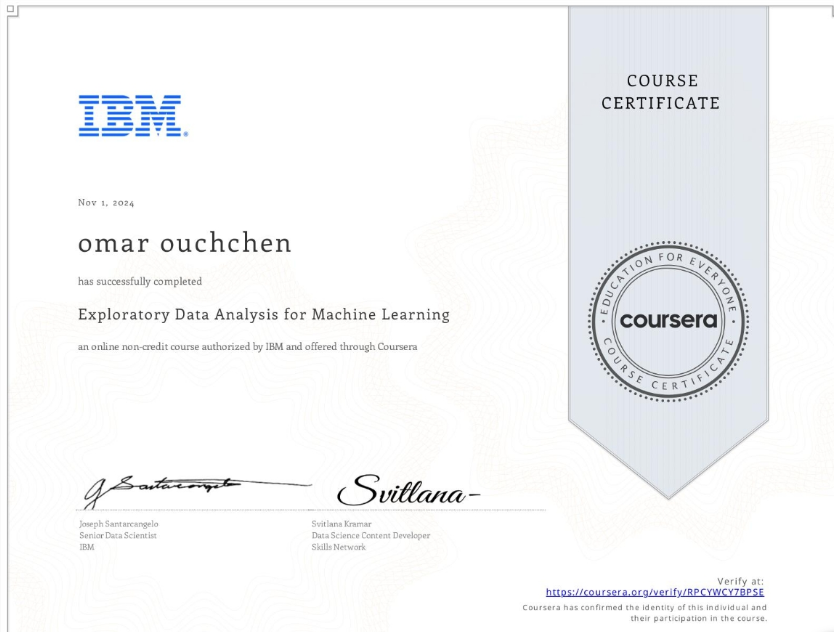 IBM
COURSE
CERTIFICATE
Nov 1, 2024
omar ouchchen
has successfully completed
Exploratory Data Analysis for Machine Learning
an online non-credit course authorized by IBM and offered through Coursera
EDUCATION FOR EVERYONE
coursera
COURSE CERTIFICATE
J Santarcangelo
Svitlana
Joseph Santarcangelo
Senior Data Scientist
IBM
Svitlana Kramar
Data Science Content Developer
Skills Network
Verify at:
https://coursera.org/verify/RPCYWCY7BPSE
Coursera has confirmed the identity of this individual and
their participation in the course.